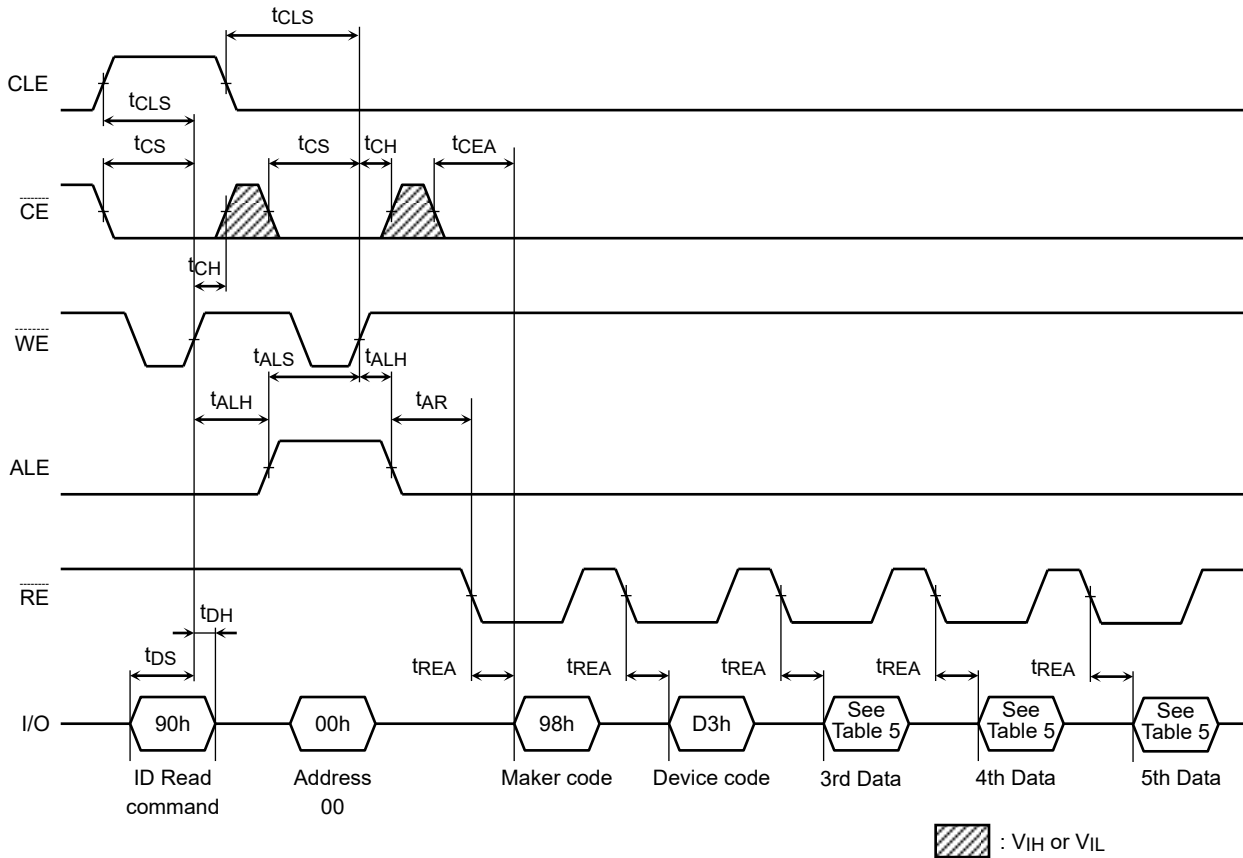 tCLS
CLE
tCLS
tCS tCS tCH tCEA
CE
tCH
WE
tALS tALH
tALH tAR
ALE
RE
tDH
tDS tREA tREA tREA tREA tREA
I/O 90h 00h 98h D3h See Table 5 See Table 5 See Table 5
ID Read command Address 00 Maker code Device code 3rd Data 4th Data 5th Data
: VIH or VIL